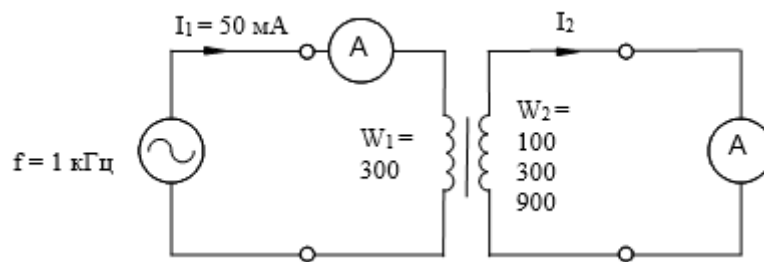 I₁ = 50 мА
I₂
A
f = 1 кГц
W₁ =
300
W₂ =
100
300
900
A